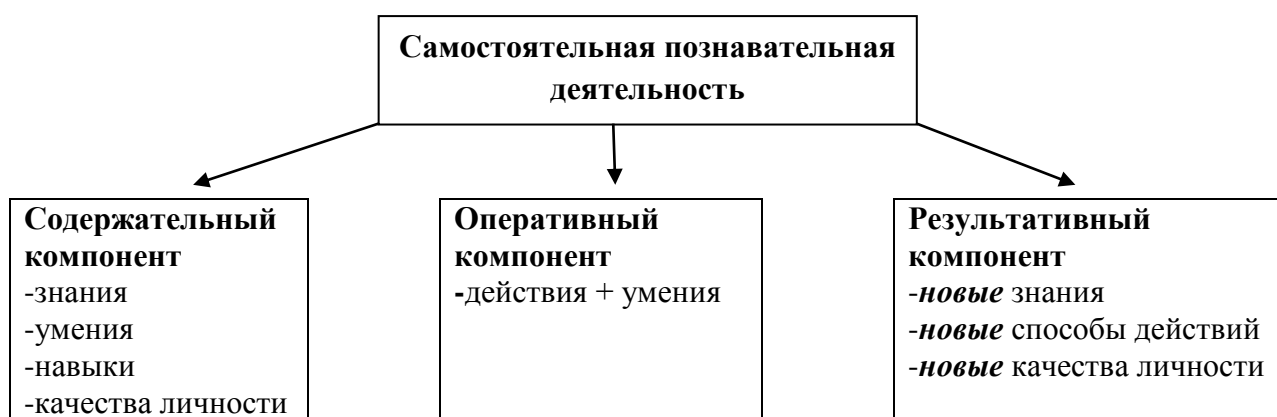 Самостоятельная познавательная
деятельность
Содержательный
компонент
-знания
-умения
-навыки
-качества личности
Оперативный
компонент
-действия + умения
Результативный
компонент
-новые знания
-новые способы действий
-новые качества личности